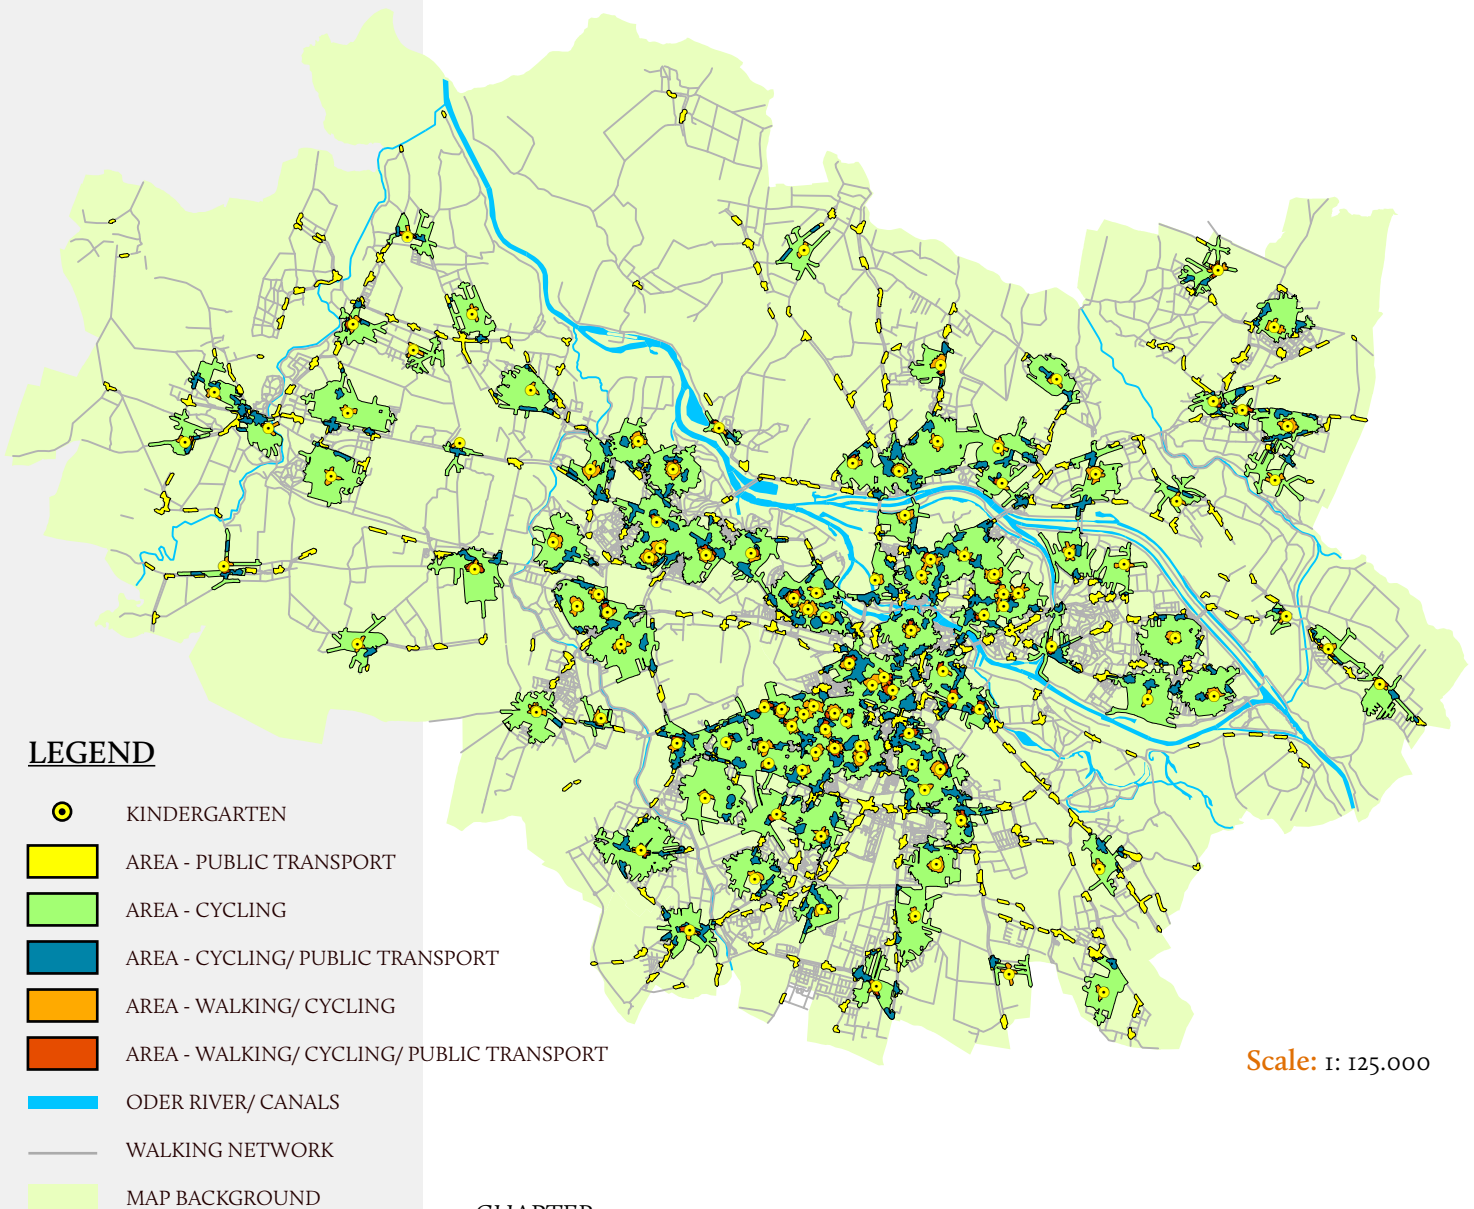 LEGEND
KINDERGARTEN
AREA - PUBLIC TRANSPORT
AREA - CYCLING
AREA - CYCLING/ PUBLIC TRANSPORT
AREA - WALKING/ CYCLING
AREA - WALKING/ CYCLING/ PUBLIC TRANSPORT
ODER RIVER/ CANALS
WALKING NETWORK
MAP BACKGROUND
Scale: 1: 125.000
CHAPTER